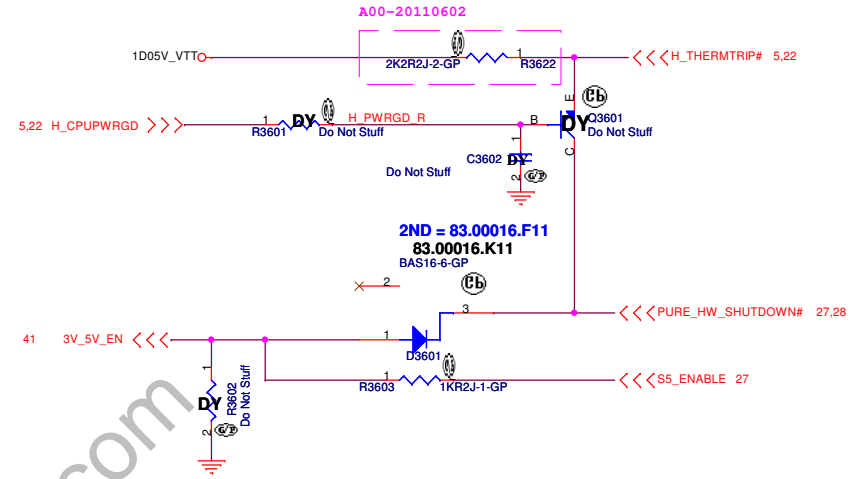 A00-20110602
1D05V_VTT
2K2R2J-2-GP
1
R3622
H_THERMTRIP# 5,22
5,22 H_CPUPWRGD
1
R3601
DY
Do Not Stuff
H_PWRGD_R
B
E
C
DY
Q3601
Do Not Stuff
1
C3602
DY
2
G/P
Do Not Stuff
2ND = 83.00016.F11
83.00016.K11
BAS16-6-GP
2
3
PURE_HW_SHUTDOWN# 27,28
41 3V_5V_EN
1
D3601
1
R3603
1KR2J-1-GP
S5_ENABLE 27
1
DY
R3602
Do Not Stuff
2
G/P
.com